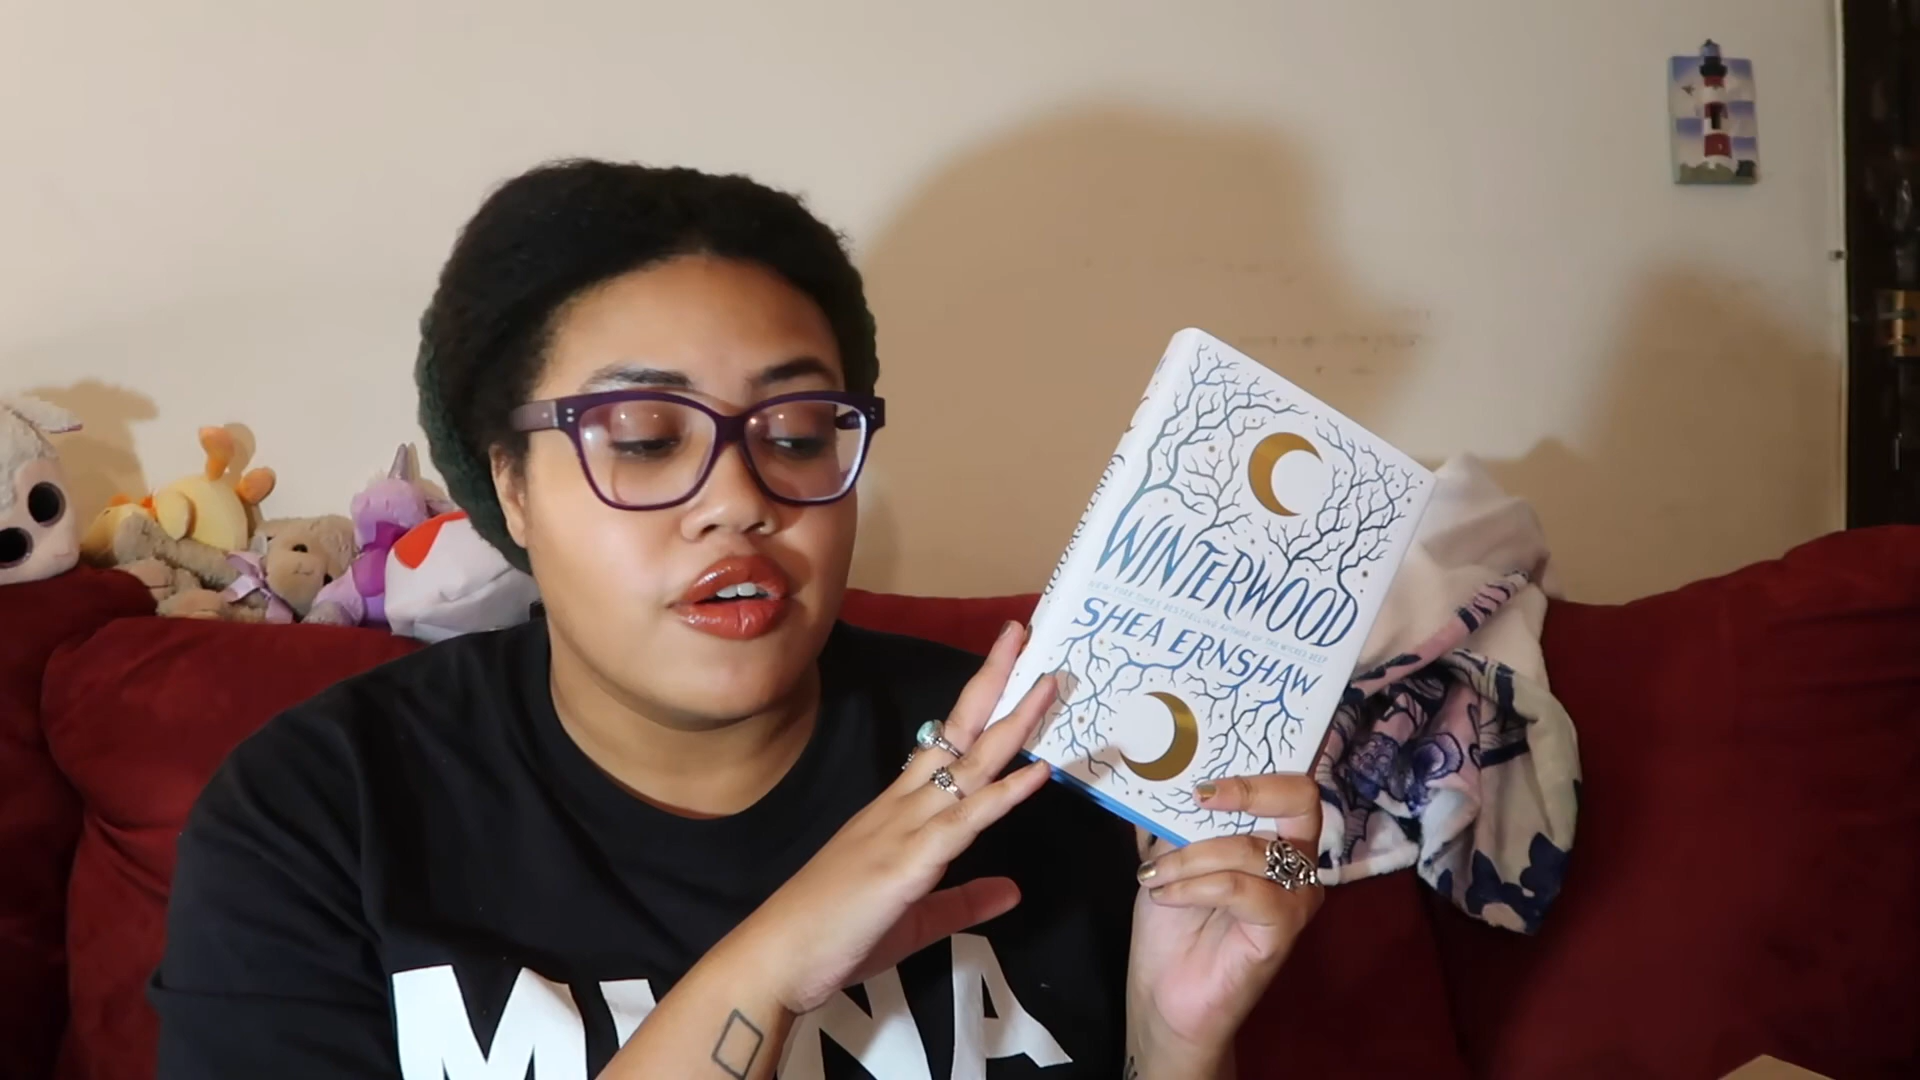 WINTERWOOD
NEW YORK TIMES BESTSELLING AUTHOR OF THE WICKED DEEP
SHEA ERNSHAW